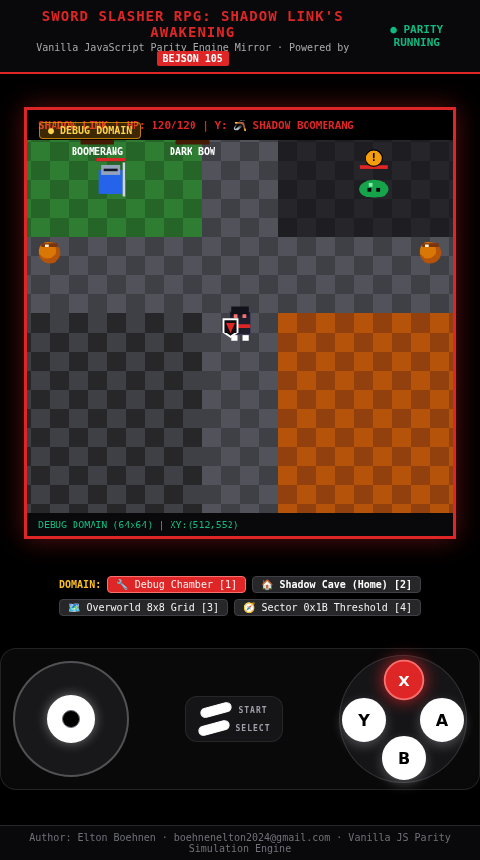 SWORD SLASHER RPG: SHADOW LINK'S
AWAKENING
Vanilla JavaScript Parity Engine Mirror · Powered by
BEJSON 105
● PARITY
RUNNING
SHADOW LINK | HP: 120/120 | Y: 🪃 SHADOW BOOMERANG
● DEBUG DOMAIN
BOOMERANG
DARK BOW
!
DEBUG DOMAIN (64x64) | XY:(512,552)
DOMAIN: 🔧 Debug Chamber [1] 🏠 Shadow Cave (Home) [2]
🗺️ Overworld 8x8 Grid [3] 🧭 Sector 0x1B Threshold [4]
X
START
Y
A
SELECT
B
Author: Elton Boehnen · boehnenelton2024@gmail.com · Vanilla JS Parity
Simulation Engine